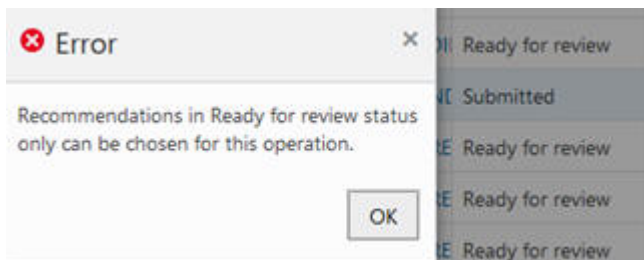 Error
Ready for review
Submitted
Recommendations in Ready for review status
only can be chosen for this operation.
Ready for review
Ready for review
OK
Ready for review